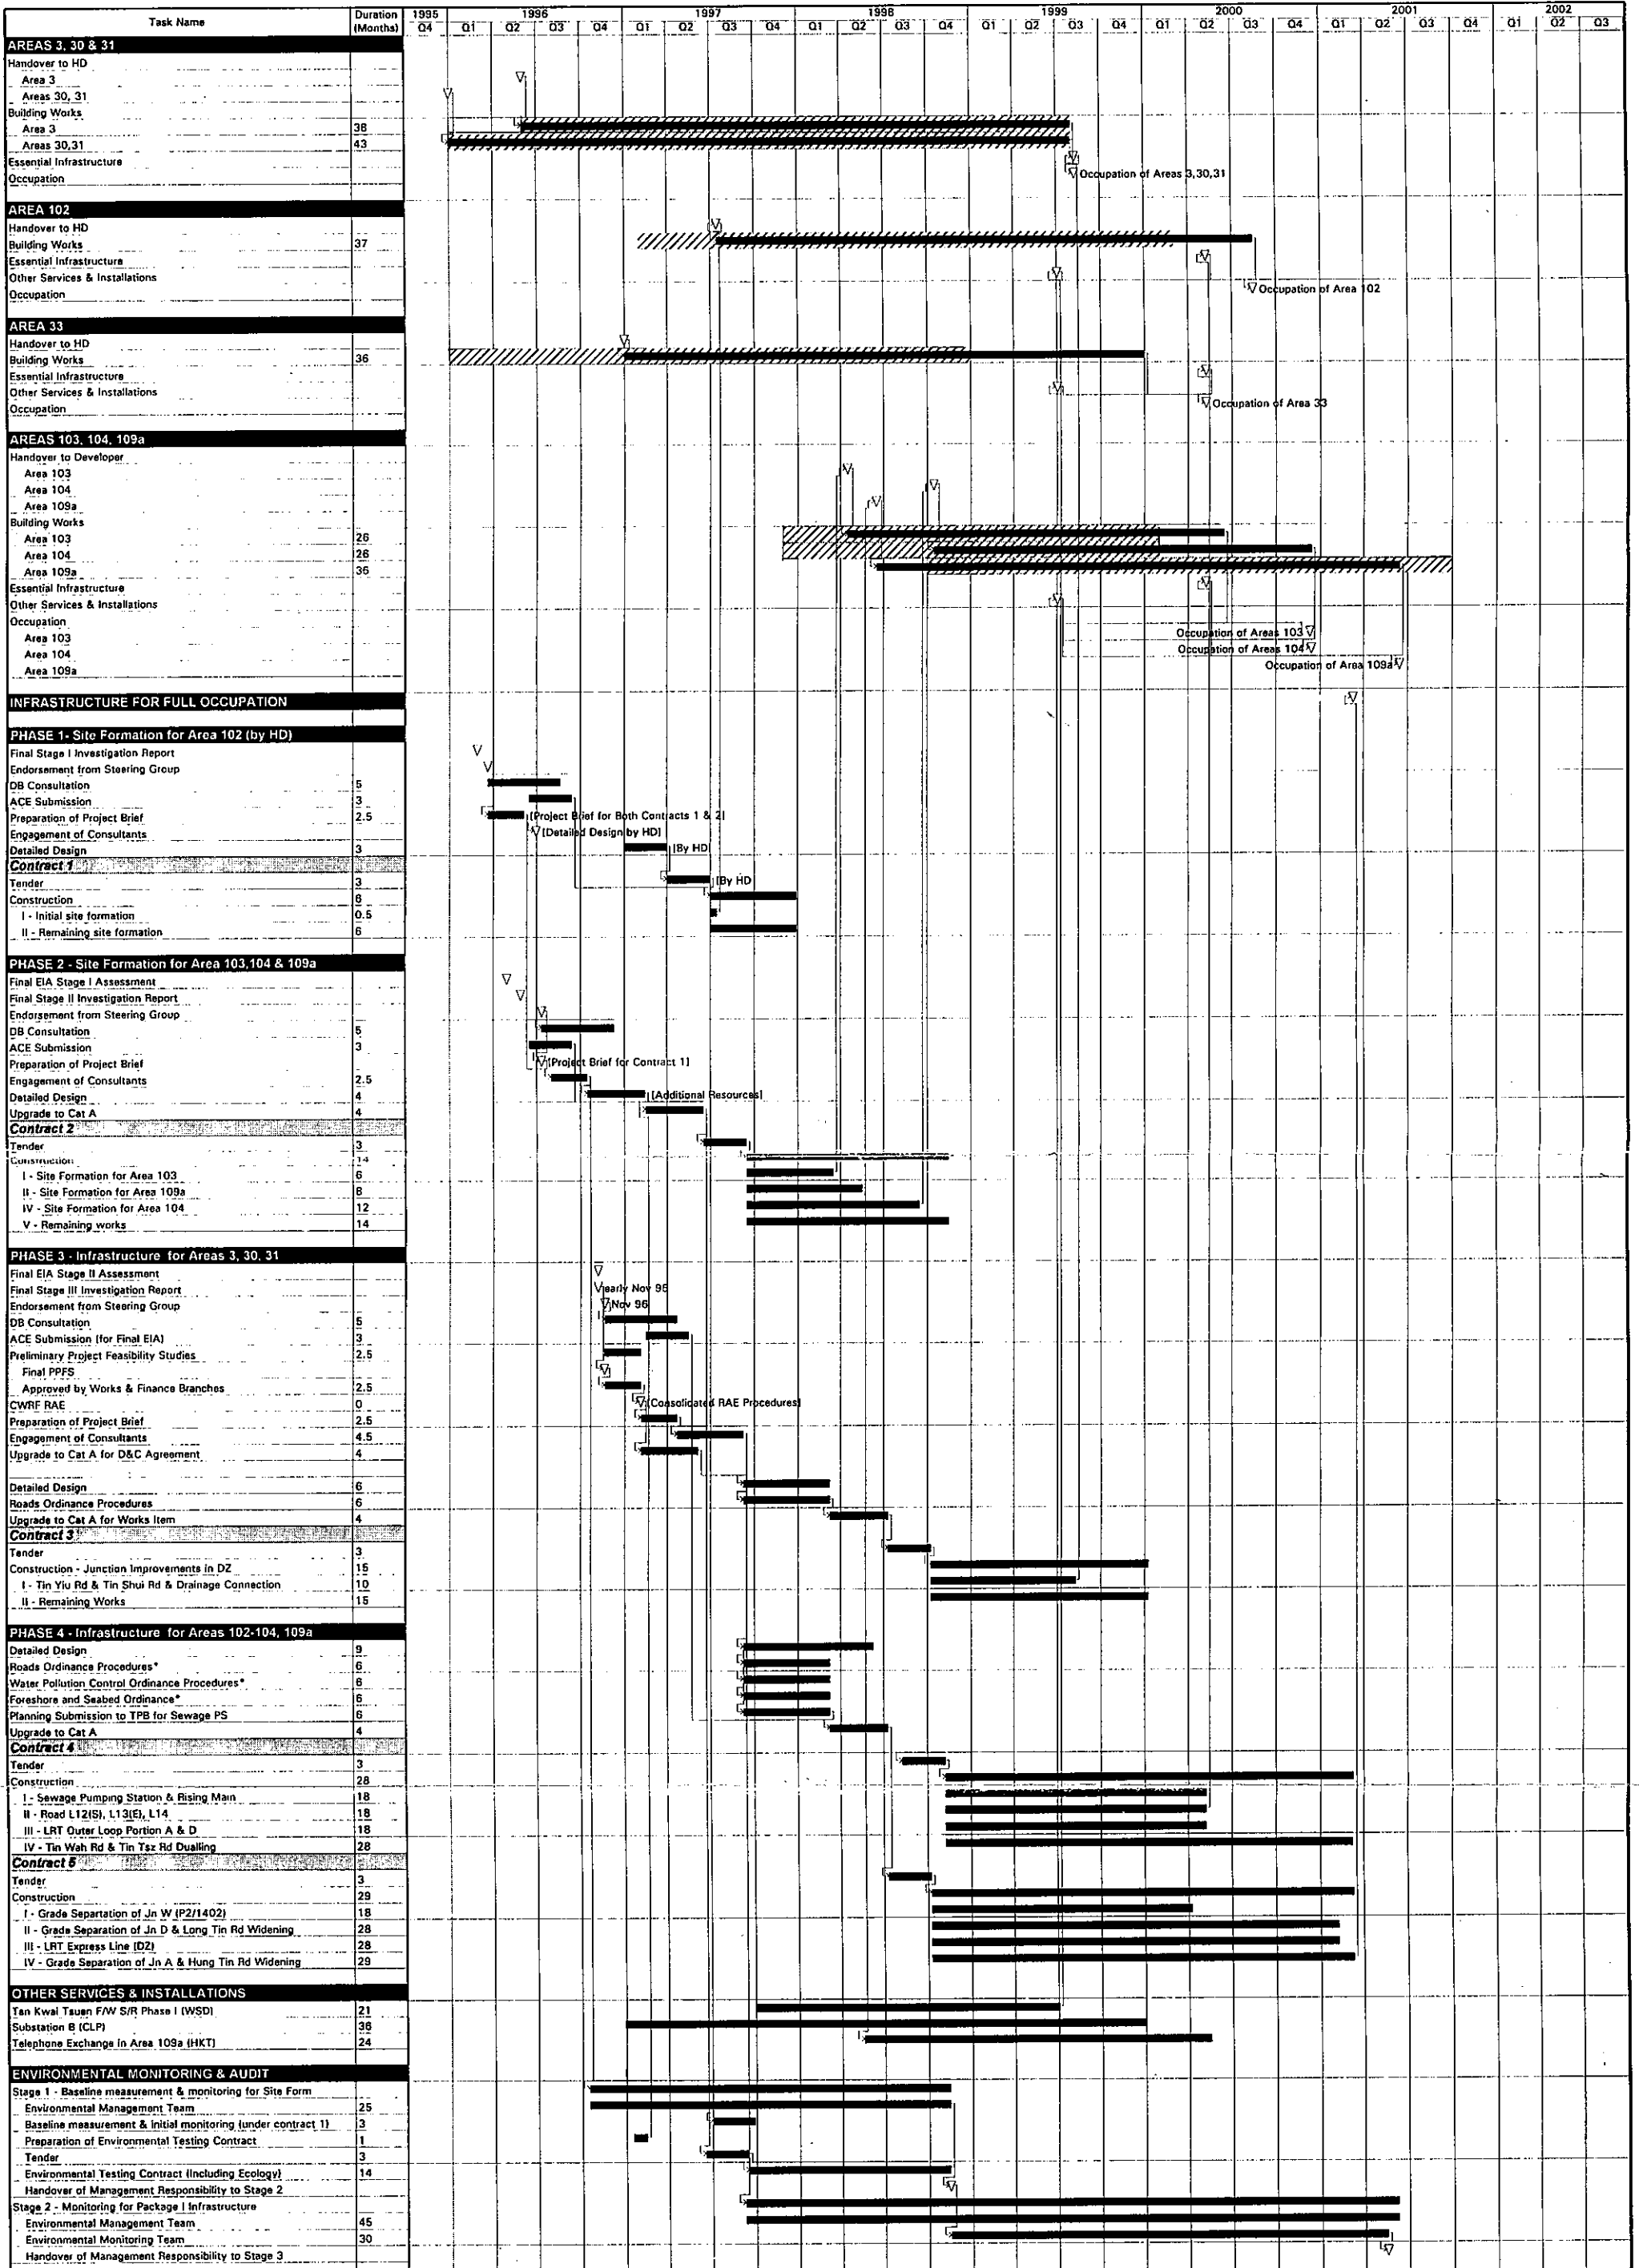 Task Name Duration (Months) 1995 1996 1997 1998 1999 2000 2001 2002
Q4 Q1 Q2 Q3 Q4 Q1 Q2 Q3 Q4 Q1 Q2 Q3 Q4 Q1 Q2 Q3 Q4 Q1 Q2 Q3 Q4 Q1 Q2 Q3 Q4 Q1 Q2 Q3
AREAS 3, 30 & 31
Handover to HD
Area 3
Areas 30, 31
Building Works
Area 3 38
Areas 30,31 43
Essential Infrastructure
Occupation Occupation of Areas 3,30,31
AREA 102
Handover to HD
Building Works 37
Essential Infrastructure
Other Services & Installations
Occupation Occupation of Area 102
AREA 33
Handover to HD
Building Works 36
Essential Infrastructure
Other Services & Installations
Occupation Occupation of Area 33
AREAS 103, 104, 109a
Handover to Developer
Area 103
Area 104
Area 109a
Building Works
Area 103 26
Area 104 26
Area 109a 36
Essential Infrastructure
Other Services & Installations
Occupation
Area 103 Occupation of Areas 103
Area 104 Occupation of Areas 104
Area 109a Occupation of Area 109a
INFRASTRUCTURE FOR FULL OCCUPATION
PHASE 1- Site Formation for Area 102 (by HD)
Final Stage I Investigation Report
Endorsement from Steering Group
DB Consultation 5
ACE Submission 3
Preparation of Project Brief 2.5 [Project Brief for Both Contracts 1 & 2]
Engagement of Consultants [Detailed Design by HD]
Detailed Design 3 [By HD
Contract 1
Tender 3 [By HD
Construction 6
I - Initial site formation 0.5
II - Remaining site formation 6
PHASE 2 - Site Formation for Area 103,104 & 109a
Final EIA Stage I Assessment
Final Stage II Investigation Report
Endorsement from Steering Group
DB Consultation 5
ACE Submission 3
Preparation of Project Brief [Project Brief for Contract 1]
Engagement of Consultants 2.5
Detailed Design 4 [Additional Resources]
Upgrade to Cat A 4
Contract 2
Tender 3
Construction 14
I - Site Formation for Area 103 6
II - Site Formation for Area 109a 8
IV - Site Formation for Area 104 12
V - Remaining works 14
PHASE 3 - Infrastructure for Areas 3, 30, 31
Final EIA Stage II Assessment
Final Stage III Investigation Report early Nov 96
Endorsement from Steering Group Nov 96
DB Consultation 5
ACE Submission (for Final EIA) 3
Preliminary Project Feasibility Studies 2.5
Final PPFS
Approved by Works & Finance Branches 2.5
CWRF RAE 0 [Consolidated RAE Procedures]
Preparation of Project Brief 2.5
Engagement of Consultants 4.5
Upgrade to Cat A for D&C Agreement 4
Detailed Design 6
Roads Ordinance Procedures 6
Upgrade to Cat A for Works Item 4
Contract 3
Tender 3
Construction - Junction Improvements in DZ 15
I - Tin Yiu Rd & Tin Shui Rd & Drainage Connection 10
II - Remaining Works 15
PHASE 4 - Infrastructure for Areas 102-104, 109a
Detailed Design 9
Roads Ordinance Procedures* 6
Water Pollution Control Ordinance Procedures* 6
Foreshore and Seabed Ordinance* 6
Planning Submission to TPB for Sewage PS 6
Upgrade to Cat A 4
Contract 4
Tender 3
Construction 28
I - Sewage Pumping Station & Rising Main 18
II - Road L12(S), L13(E), L14 18
III - LRT Outer Loop Portion A & D 18
IV - Tin Wah Rd & Tin Tsz Rd Dualling 28
Contract 5
Tender 3
Construction 29
I - Grade Separtation of Jn W (P2/1402) 18
II - Grade Separation of Jn D & Long Tin Rd Widening 28
III - LRT Express Line (DZ) 28
IV - Grade Separation of Jn A & Hung Tin Rd Widening 29
OTHER SERVICES & INSTALLATIONS
Tan Kwai Tsuen F/W S/R Phase I (WSD) 21
Substation B (CLP) 36
Telephone Exchange in Area 109a (HKT) 24
ENVIRONMENTAL MONITORING & AUDIT
Stage 1 - Baseline measurement & monitoring for Site Form
Environmental Management Team 25
Baseline measurement & initial monitoring (under contract 1) 3
Preparation of Environmental Testing Contract 1
Tender 3
Environmental Testing Contract (Including Ecology) 14
Handover of Management Responsibility to Stage 2
Stage 2 - Monitoring for Package I Infrastructure
Environmental Management Team 45
Environmental Monitoring Team 30
Handover of Management Responsibility to Stage 3